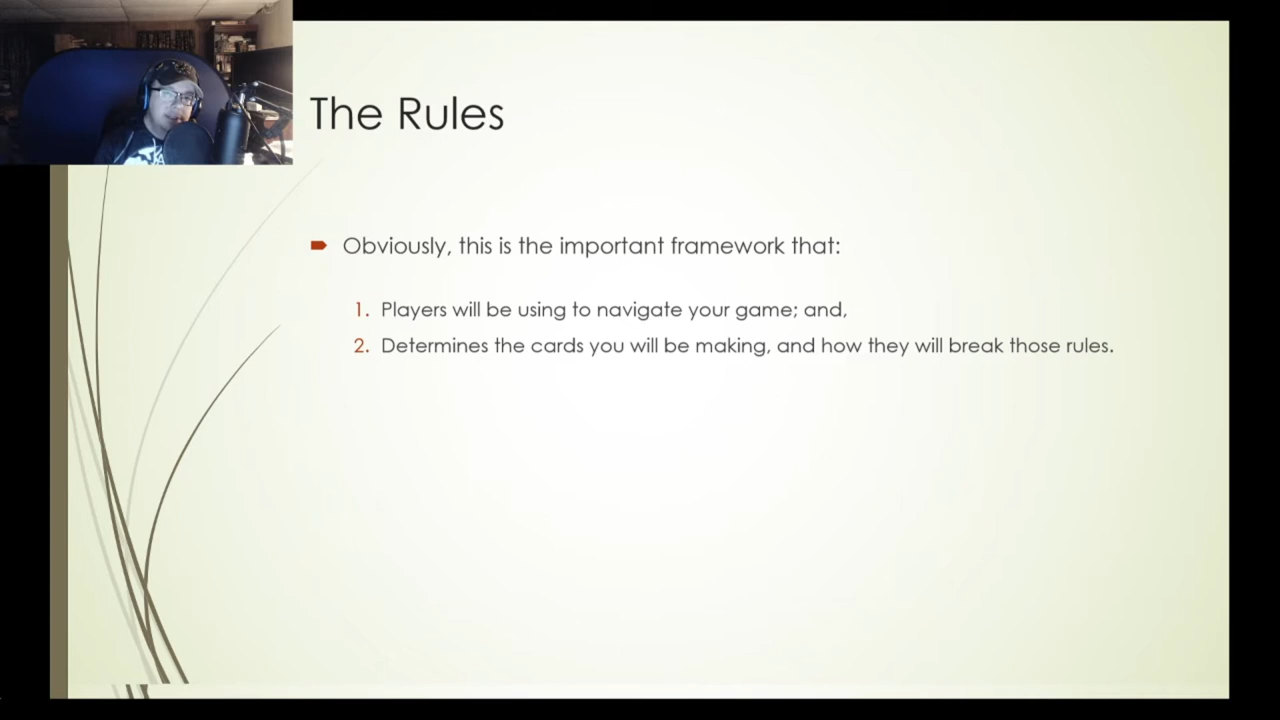 The Rules
Obviously, this is the important framework that:
1. Players will be using to navigate your game; and,
2. Determines the cards you will be making, and how they will break those rules.